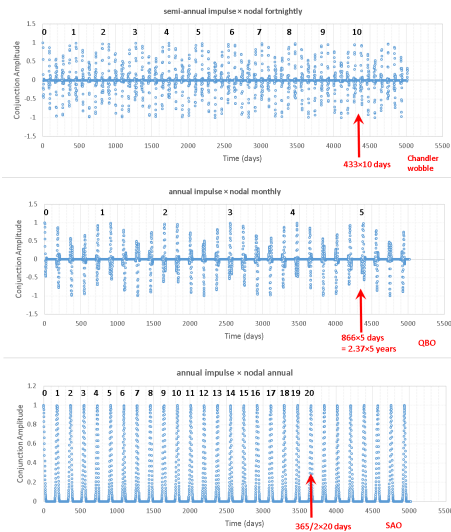 semi-annual impulse × nodal fortnightly
0 1 2 3 4 5 6 7 8 9 10
1.5
1
0.5
0
-0.5
-1
-1.5
Conjunction Amplitude
0 500 1000 1500 2000 2500 3000 3500 4000 4500 5000 5500
Time (days)
433×10 days
Chandler
wobble
annual impulse × nodal monthly
0 1 2 3 4 5
1.5
1
0.5
0
-0.5
-1
-1.5
Conjunction Amplitude
0 500 1000 1500 2000 2500 3000 3500 4000 4500 5000 5500
Time (days)
866×5 days
= 2.37×5 years
QBO
annual impulse × nodal annual
0 1 2 3 4 5 6 7 8 9 10 11 12 13 14 15 16 17 18 19 20
1.2
1
0.8
0.6
0.4
0.2
0
Conjunction Amplitude
0 500 1000 1500 2000 2500 3000 3500 4000 4500 5000 5500
Time (days)
365/2×20 days
SAO